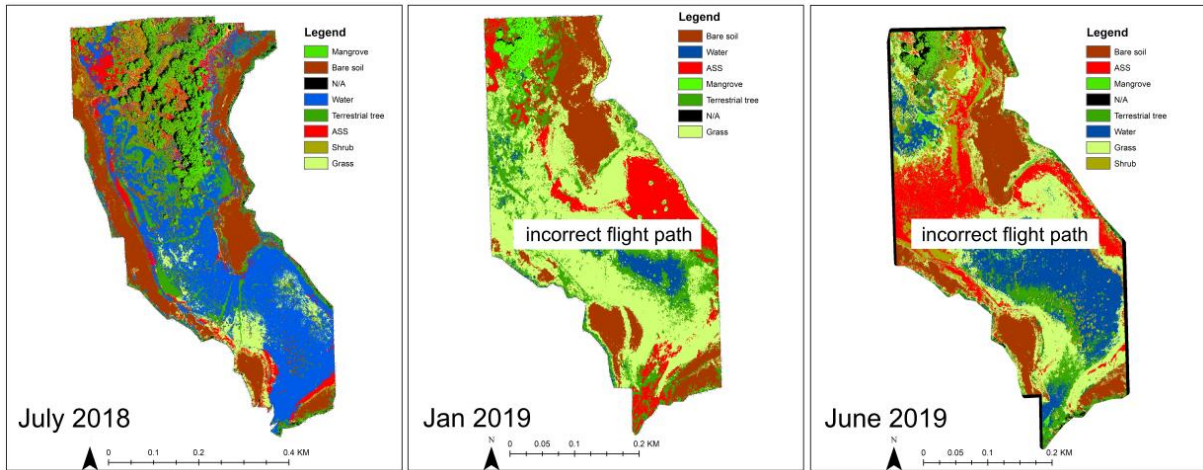 Legend
Mangrove
Bare soil
N/A
Water
Terrestrial tree
ASS
Shrub
Grass
July 2018
0 0.1 0.2 0.4 KM
Legend
Bare soil
Water
ASS
Mangrove
Terrestrial tree
N/A
Grass
incorrect flight path
Jan 2019
N
0 0.05 0.1 0.2 KM
Legend
Bare soil
ASS
Mangrove
N/A
Terrestrial tree
Water
Grass
Shrub
incorrect flight path
June 2019
N
0 0.05 0.1 0.2 KM